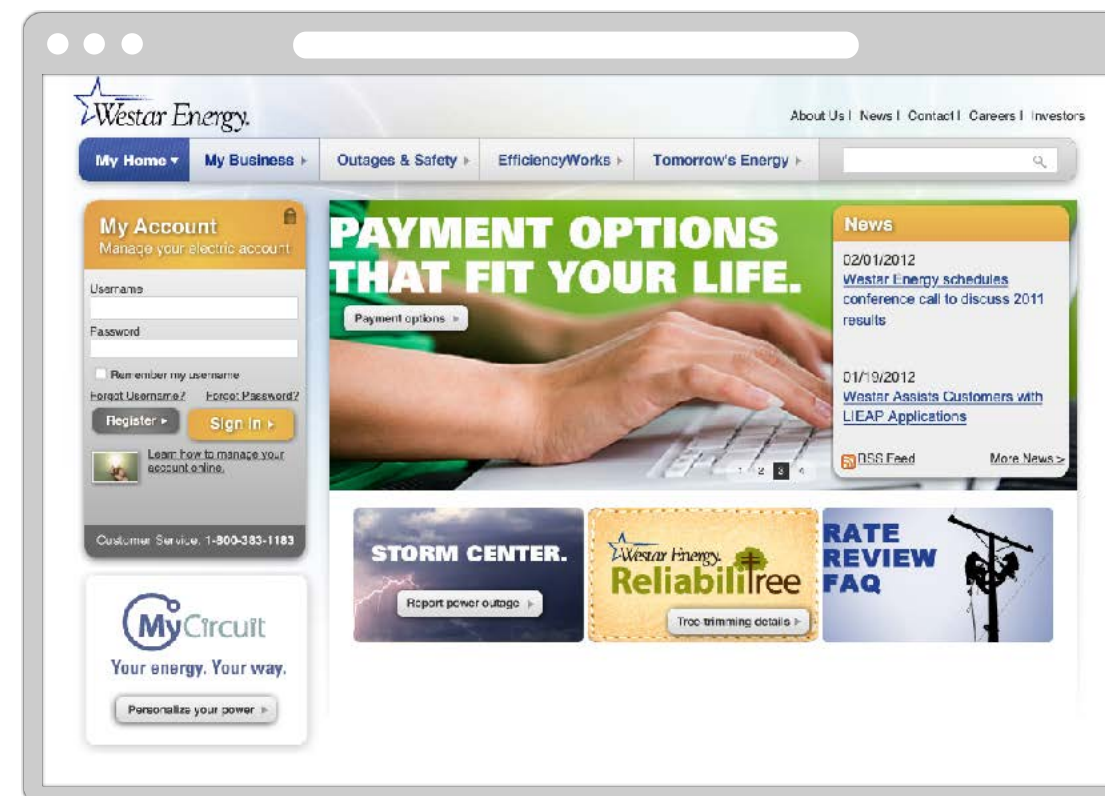 Westar Energy.
About Us | News | Contact | Careers | Investors
My Home
My Business
Outages & Safety
EfficiencyWorks
Tomorrow's Energy
My Account
Manage your electric account
Username
Password
Remember my username
Forgot Username? Forgot Password?
Register
Sign In
Learn how to manage your
account online.
Customer Service: 1-800-383-1183
MyCircuit
Your energy. Your way.
Personalize your power
PAYMENT OPTIONS
THAT FIT YOUR LIFE.
Payment options
1 2 3 4
News
02/01/2012
Westar Energy schedules
conference call to discuss 2011
results
01/19/2012
Westar Assists Customers with
LIEAP Applications
RSS Feed
More News >
STORM CENTER.
Report power outage
Westar Energy.
ReliabiliTree
Tree-trimming details
RATE
REVIEW
FAQ